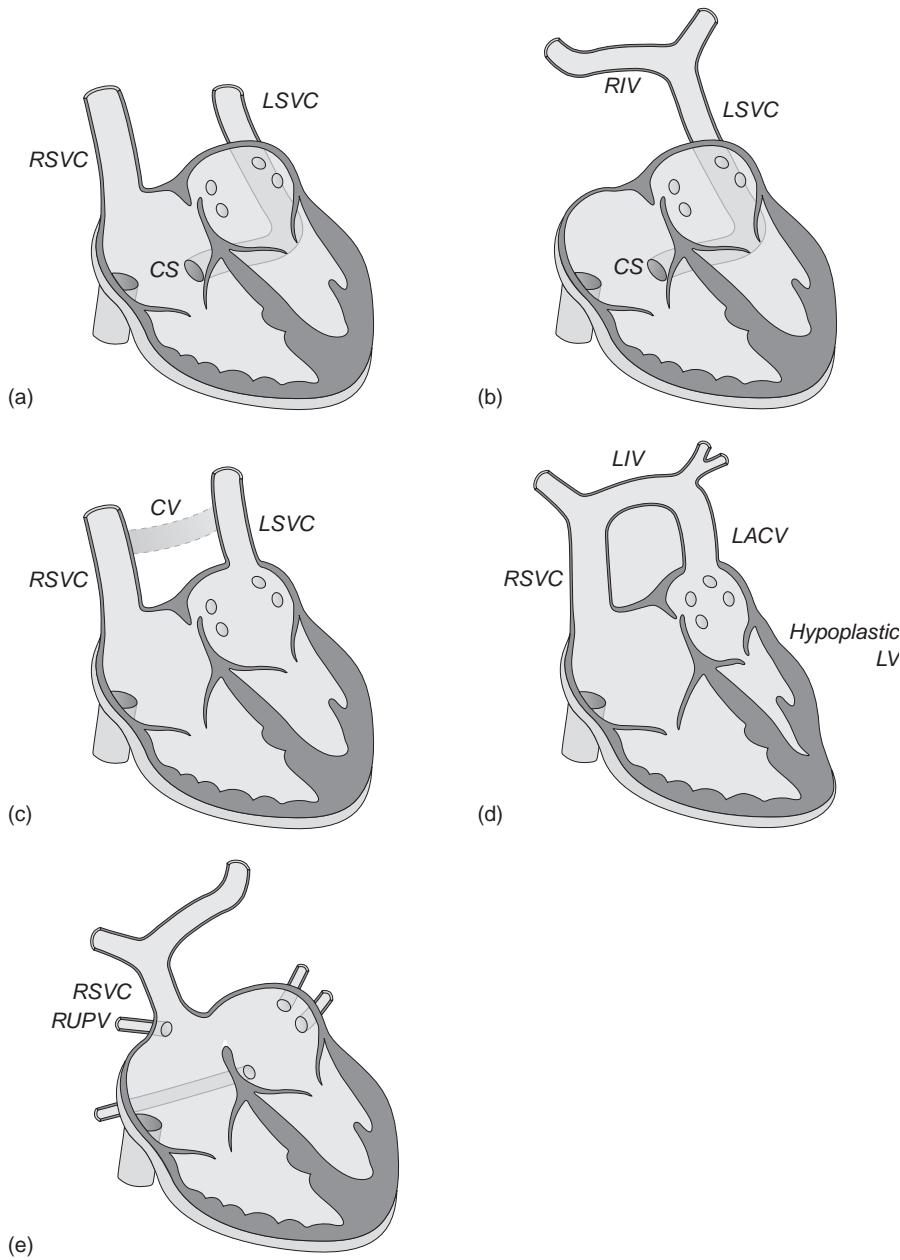 LSVC
RSVC
CS
(a)
RIV
LSVC
CS
(b)
CV
LSVC
RSVC
(c)
LIV
LACV
RSVC
Hypoplastic
LV
(d)
RSVC
RUPV
(e)